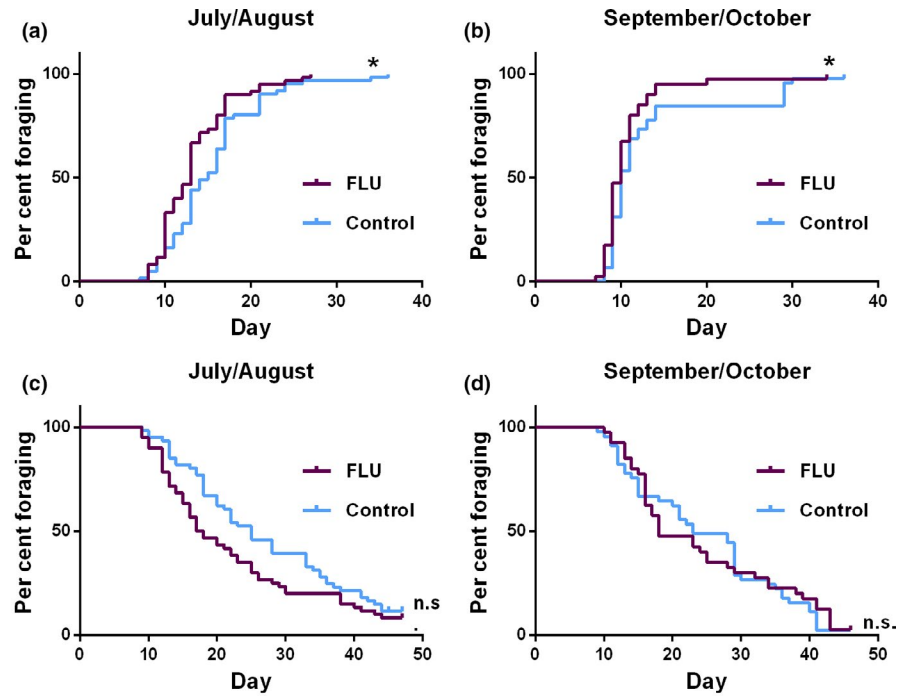 (a)
July/August
Per cent foraging
100
50
0
*
FLU
Control
0 10 20 30 40
Day
(b)
September/October
Per cent foraging
100
50
0
*
FLU
Control
0 10 20 30 40
Day
(c)
July/August
Per cent foraging
100
50
0
FLU
Control
n.s
.
0 10 20 30 40 50
Day
(d)
September/October
Per cent foraging
100
50
0
FLU
Control
n.s.
0 10 20 30 40 50
Day